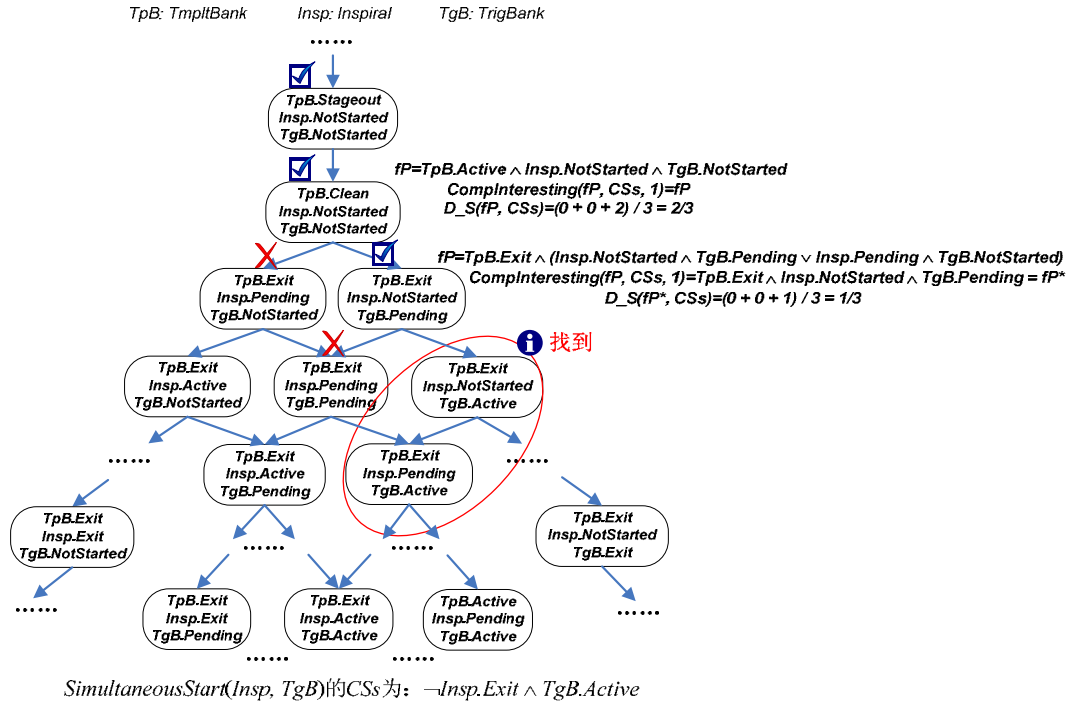 TpB: TmpltBank    Insp: Inspiral    TgB: TrigBank
……
TpB.Stageout
Insp.NotStarted
TgB.NotStarted
fP=TpB.Active ∧ Insp.NotStarted ∧ TgB.NotStarted
CompInteresting(fP, CSs, 1)=fP
D_S(fP, CSs)=(0 + 0 + 2) / 3 = 2/3
TpB.Clean
Insp.NotStarted
TgB.NotStarted
fP=TpB.Exit ∧ (Insp.NotStarted ∧ TgB.Pending ∨ Insp.Pending ∧ TgB.NotStarted)
CompInteresting(fP, CSs, 1)=TpB.Exit ∧ Insp.NotStarted ∧ TgB.Pending = fP*
D_S(fP*, CSs)=(0 + 0 + 1) / 3 = 1/3
TpB.Exit
Insp.Pending
TgB.NotStarted
TpB.Exit
Insp.NotStarted
TgB.Pending
i 找到
TpB.Exit
Insp.Active
TgB.NotStarted
TpB.Exit
Insp.Pending
TgB.Pending
TpB.Exit
Insp.NotStarted
TgB.Active
……
TpB.Exit
Insp.Active
TgB.Pending
TpB.Exit
Insp.Pending
TgB.Active
……
TpB.Exit
Insp.Exit
TgB.NotStarted
……
……
TpB.Exit
Insp.NotStarted
TgB.Exit
……
TpB.Exit
Insp.Exit
TgB.Pending
TpB.Exit
Insp.Active
TgB.Active
TpB.Active
Insp.Pending
TgB.Active
……
……
……
SimultaneousStart(Insp, TgB)的CSs为：¬Insp.Exit ∧ TgB.Active